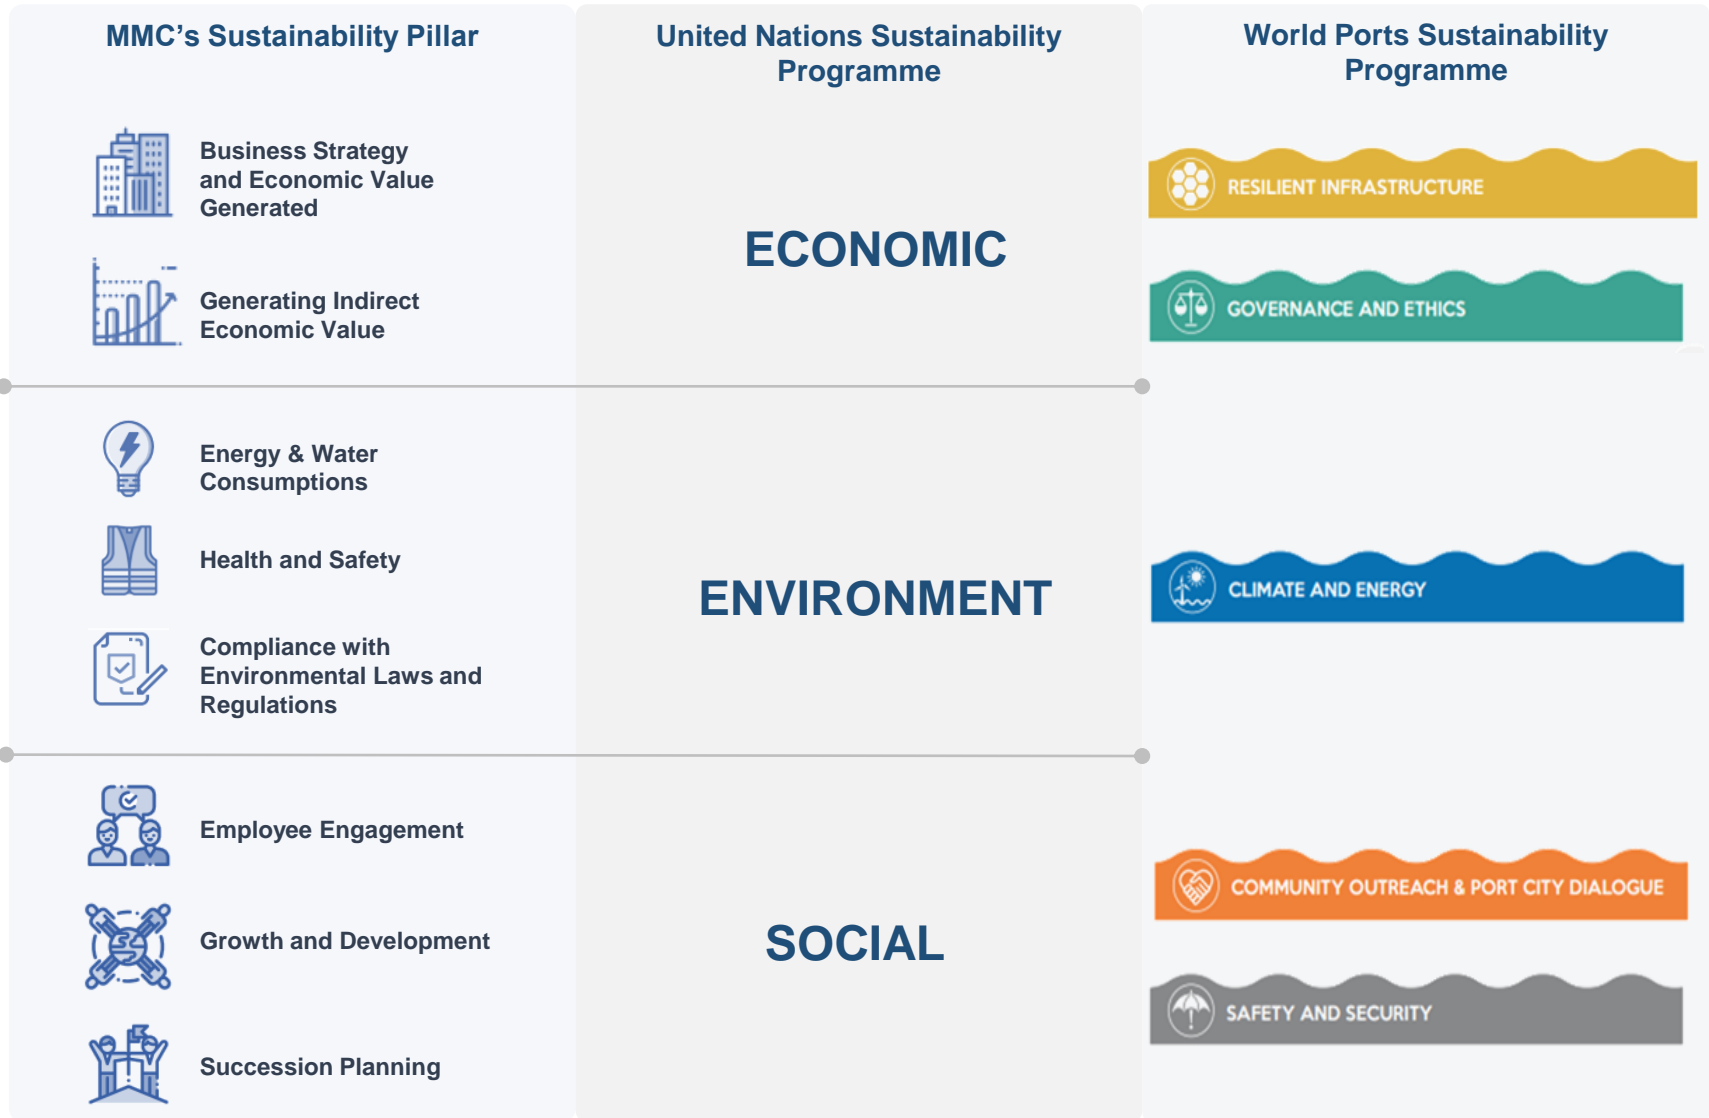 MMC's Sustainability Pillar
United Nations Sustainability
Programme
World Ports Sustainability
Programme
Business Strategy
and Economic Value
Generated
Generating Indirect
Economic Value
ECONOMIC
RESILIENT INFRASTRUCTURE
GOVERNANCE AND ETHICS
Energy & Water
Consumptions
Health and Safety
Compliance with
Environmental Laws and
Regulations
ENVIRONMENT
CLIMATE AND ENERGY
Employee Engagement
Growth and Development
Succession Planning
SOCIAL
COMMUNITY OUTREACH & PORT CITY DIALOGUE
SAFETY AND SECURITY